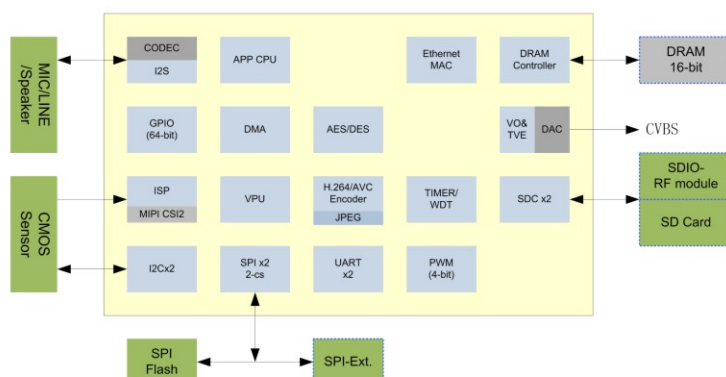 MIC/LINE
/Speaker
CODEC
I2S
APP CPU
Ethernet
MAC
DRAM
Controller
DRAM
16-bit
GPIO
(64-bit)
DMA
AES/DES
VO&
TVE
DAC
CVBS
CMOS
Sensor
ISP
MIPI CSI2
VPU
H.264/AVC
Encoder
JPEG
TIMER/
WDT
SDC x2
SDIO-
RF module
SD Card
I2Cx2
SPI x2
2-cs
UART
x2
PWM
(4-bit)
SPI
Flash
SPI-Ext.